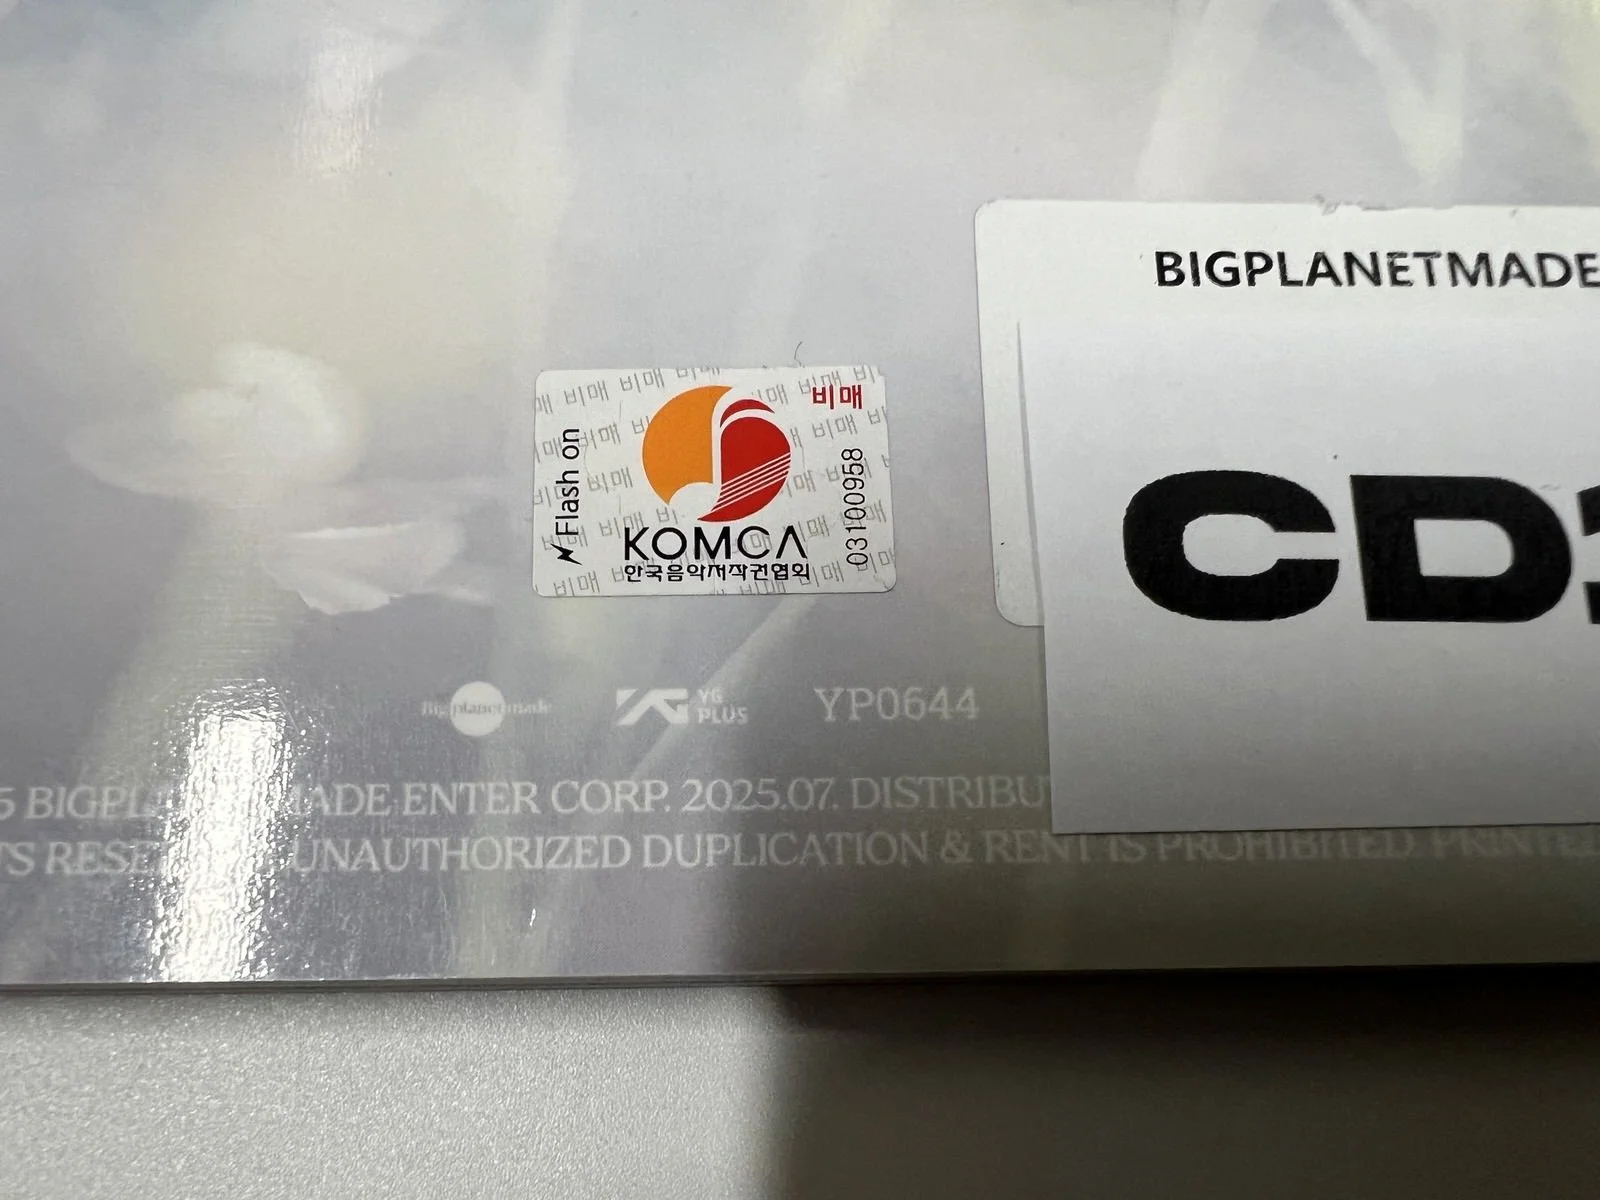 BIGPLANETMADE
CD
비매
Flash on
03100958
KOMCA
한국음악저작권협회
Bigplanetmade
YG PLUS
YP0644
5 BIGPL ADE ENTER CORP. 2025.07. DISTRIBU
TS RESE UNAUTHORIZED DUPLICATION & RENT IS PROHIBITED. PRINTE